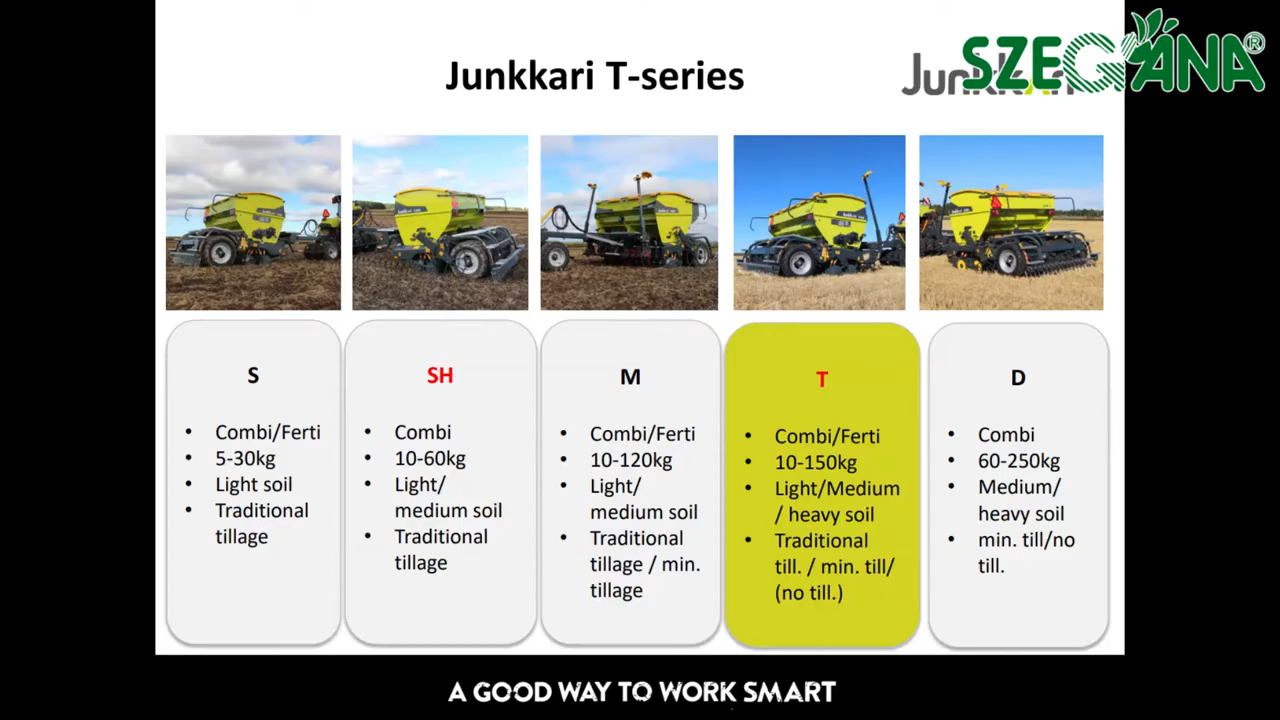 Junkkari T-series
Junkkari
SZEGÁNA®
S
• Combi/Ferti
• 5-30kg
• Light soil
• Traditional
tillage
SH
• Combi
• 10-60kg
• Light/
medium soil
• Traditional
tillage
M
• Combi/Ferti
• 10-120kg
• Light/
medium soil
• Traditional
tillage / min.
tillage
T
• Combi/Ferti
• 10-150kg
• Light/Medium
/ heavy soil
• Traditional
till. / min. till/
(no till.)
D
• Combi
• 60-250kg
• Medium/
heavy soil
• min. till/no
till.
A GOOD WAY TO WORK SMART